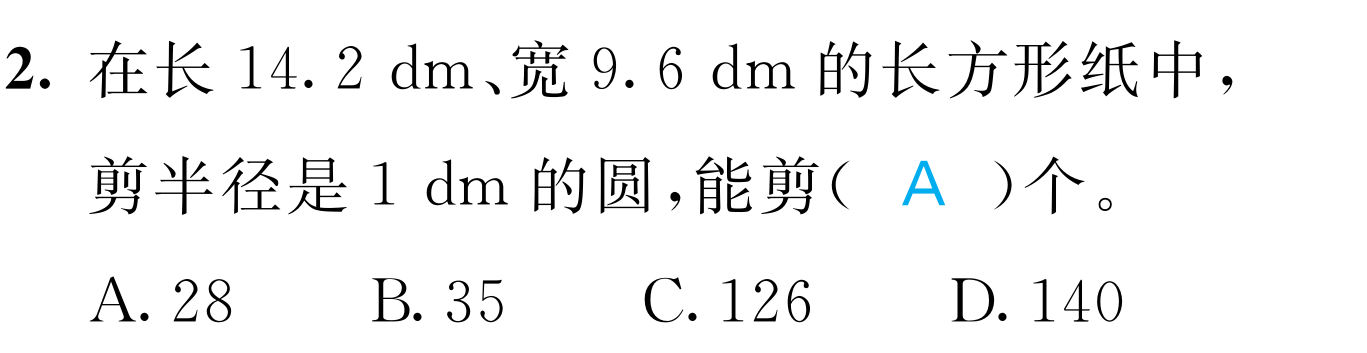 2. 在长 14.2 dm、宽 9.6 dm 的长方形纸中，
剪半径是 1 dm 的圆，能剪（ A ）个。
A. 28 B. 35 C. 126 D. 140